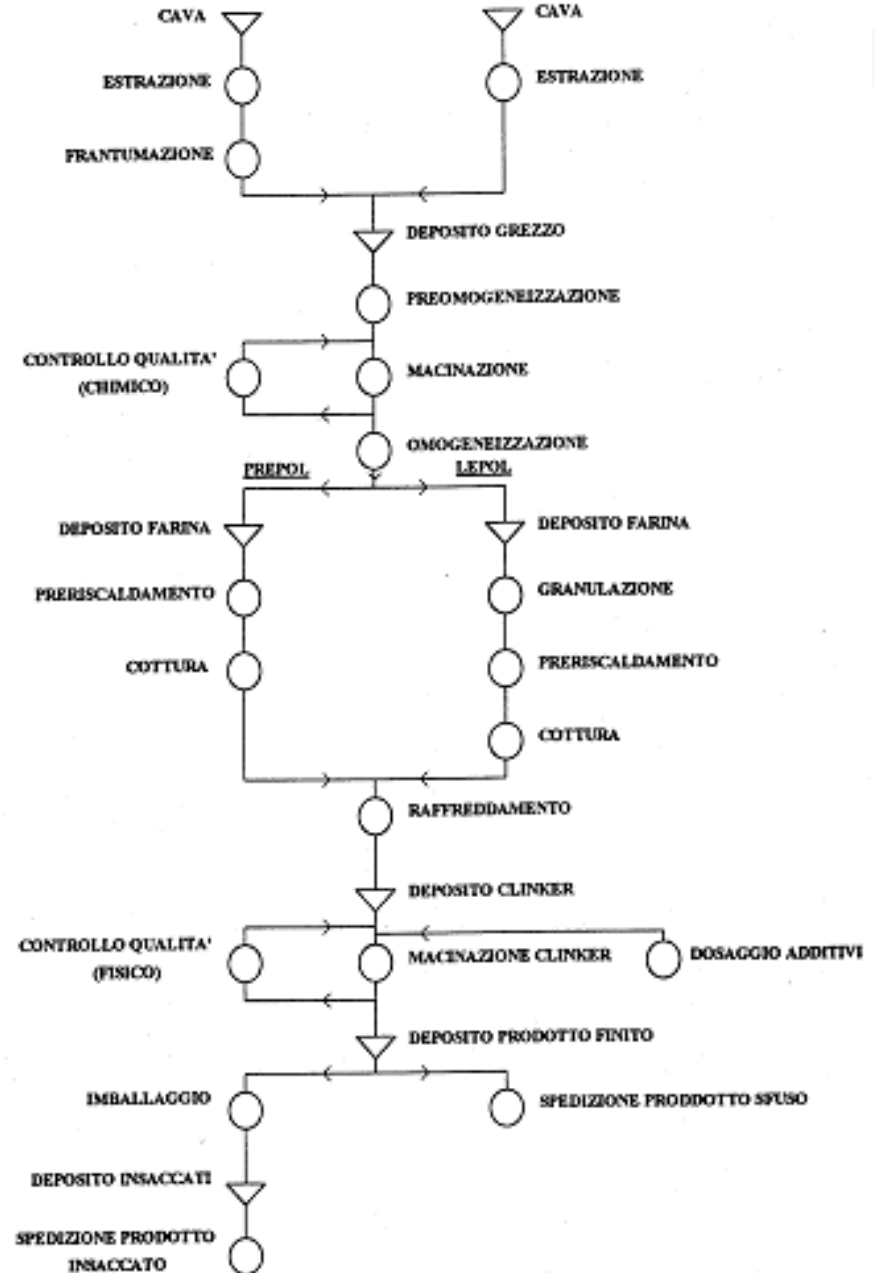 CAVA
CAVA
ESTRAZIONE
ESTRAZIONE
FRANTUMAZIONE
DEPOSITO GREZZO
PREOMOGENEIZZAZIONE
CONTROLLO QUALITA'
(CHIMICO)
MACINAZIONE
OMOGENEIZZAZIONE
PREPOL
LEPOL
DEPOSITO FARINA
DEPOSITO FARINA
PRERISCALDAMENTO
GRANULAZIONE
COTTURA
PRERISCALDAMENTO
COTTURA
RAFFREDDAMENTO
DEPOSITO CLINKER
CONTROLLO QUALITA'
(FISICO)
MACINAZIONE CLINKER
DOSAGGIO ADDITIVI
DEPOSITO PRODOTTO FINITO
IMBALLAGGIO
SPEDIZIONE PRODDOTTO SFUSO
DEPOSITO INSACCATI
SPEDIZIONE PRODOTTO
INSACCATO